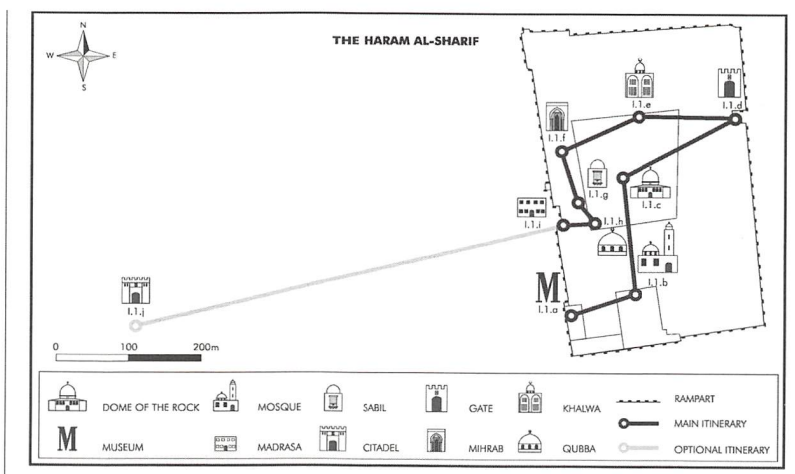 N
W E
S
THE HARAM AL-SHARIF
I.1.e
I.1.d
I.1.f
I.1.g
I.1.c
I.1.i
I.1.h
I.1.b
M
I.1.a
I.1.j
0 100 200m
DOME OF THE ROCK MOSQUE SABIL GATE KHALWA RAMPART
MAIN ITINERARY
M MUSEUM MADRASA CITADEL MIHRAB QUBBA OPTIONAL ITINERARY